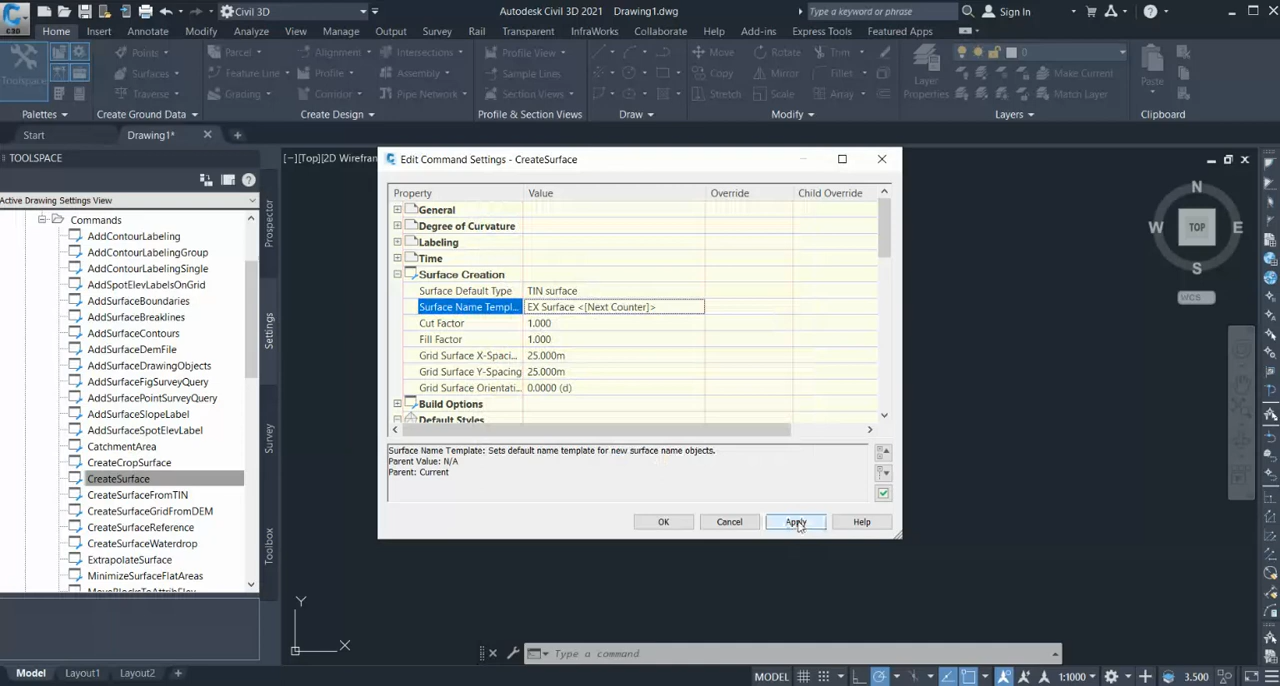 C3D
Civil 3D
Autodesk Civil 3D 2021 Drawing1.dwg
Type a keyword or phrase
Sign In
Home Insert Annotate Modify Analyze View Manage Output Survey Rail Transparent InfraWorks Collaborate Help Add-ins Express Tools Featured Apps
Points Parcel Alignment Intersections Profile View Move Rotate Trim 0
Toolspace Surfaces Feature Line Profile Assembly Sample Lines Copy Mirror Fillet Layer Make Current Paste
Traverse Grading Corridor Pipe Network Section Views Stretch Scale Array Properties Match Layer
Palettes Create Ground Data Create Design Profile & Section Views Draw Modify Layers Clipboard
Start Drawing1*
TOOLSPACE
Active Drawing Settings View
Commands
AddContourLabeling
AddContourLabelingGroup
AddContourLabelingSingle
AddSpotElevLabelsOnGrid
AddSurfaceBoundaries
AddSurfaceBreaklines
AddSurfaceContours
AddSurfaceDemFile
AddSurfaceDrawingObjects
AddSurfaceFigSurveyQuery
AddSurfacePointSurveyQuery
AddSurfaceSlopeLabel
AddSurfaceSpotElevLabel
CatchmentArea
CreateCropSurface
CreateSurface
CreateSurfaceFromTIN
CreateSurfaceGridFromDEM
CreateSurfaceReference
CreateSurfaceWaterdrop
ExtrapolateSurface
MinimizeSurfaceFlatAreas
MoveBlocksToAttribElev
Prospector
Settings
Survey
Toolbox
[−][Top][2D Wirefram
Edit Command Settings - CreateSurface
Property Value Override Child Override
General
Degree of Curvature
Labeling
Time
Surface Creation
Surface Default Type TIN surface
Surface Name Templ... EX Surface <[Next Counter]>
Cut Factor 1.000
Fill Factor 1.000
Grid Surface X-Spaci... 25.000m
Grid Surface Y-Spacing 25.000m
Grid Surface Orientati... 0.0000 (d)
Build Options
Default Styles
Surface Name Template: Sets default name template for new surface name objects.
Parent Value: N/A
Parent: Current
OK Cancel Apply Help
N
W TOP E
S
WCS
Y
X
Type a command
Model Layout1 Layout2
MODEL 1:1000 3.500